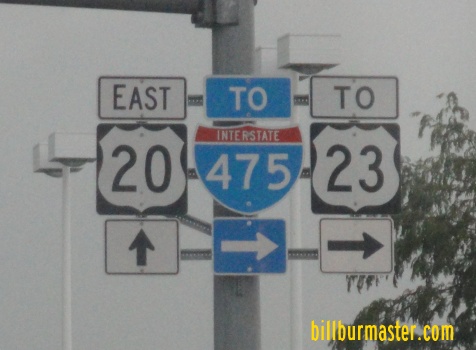 EAST TO TO
20 INTERSTATE 475 23
billburmaster.com